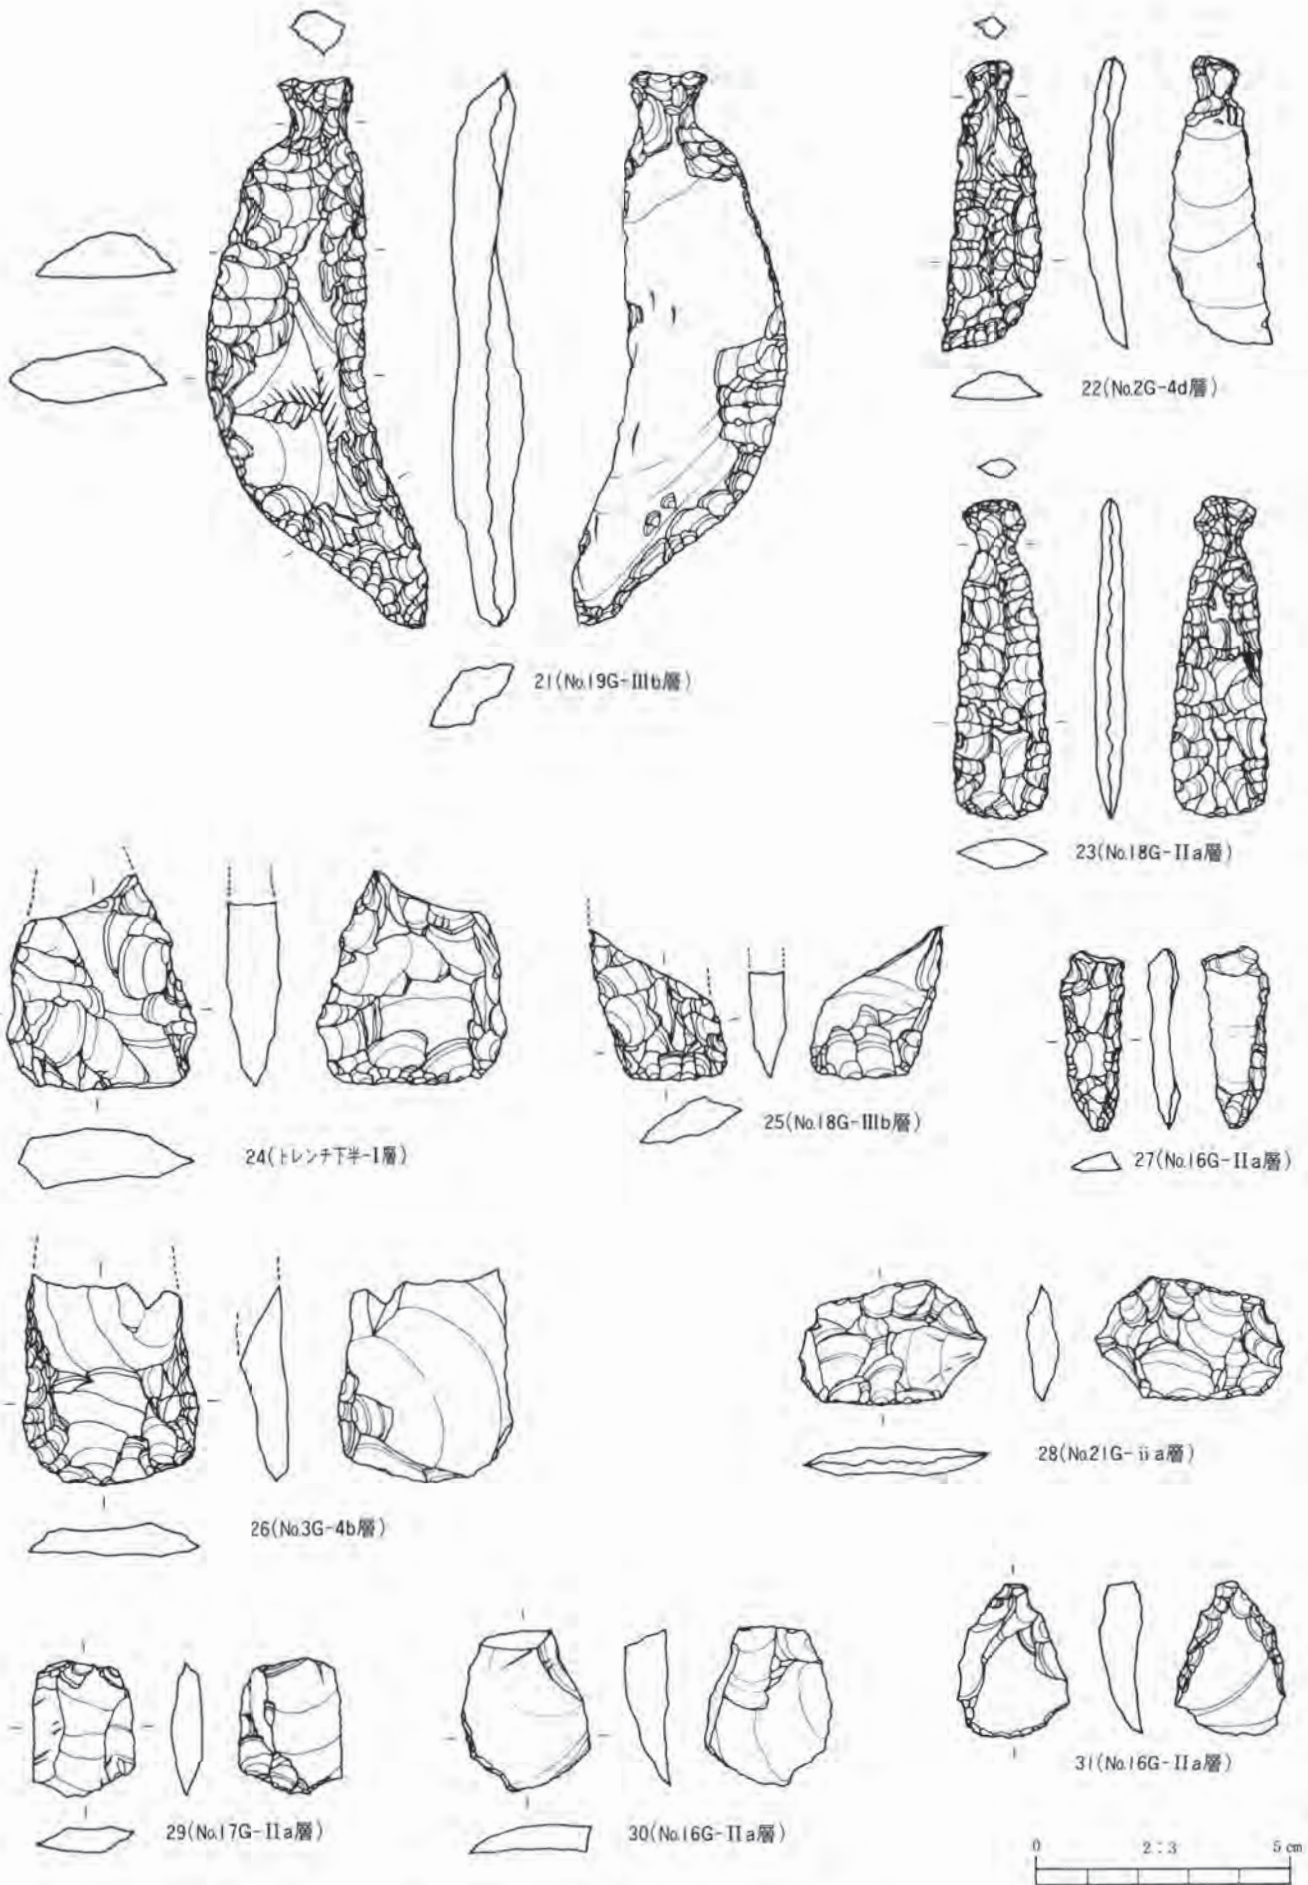 22(No.2G-4d層)
21(No.19G-IIIb層)
23(No.18G-IIa層)
24(トレンチ下半-I層)
25(No.18G-IIIb層)
27(No.16G-IIa層)
26(No.3G-4b層)
28(No.21G-iia層)
29(No.17G-IIa層)
30(No.16G-IIa層)
31(No.16G-IIa層)
0 2:3 5 cm